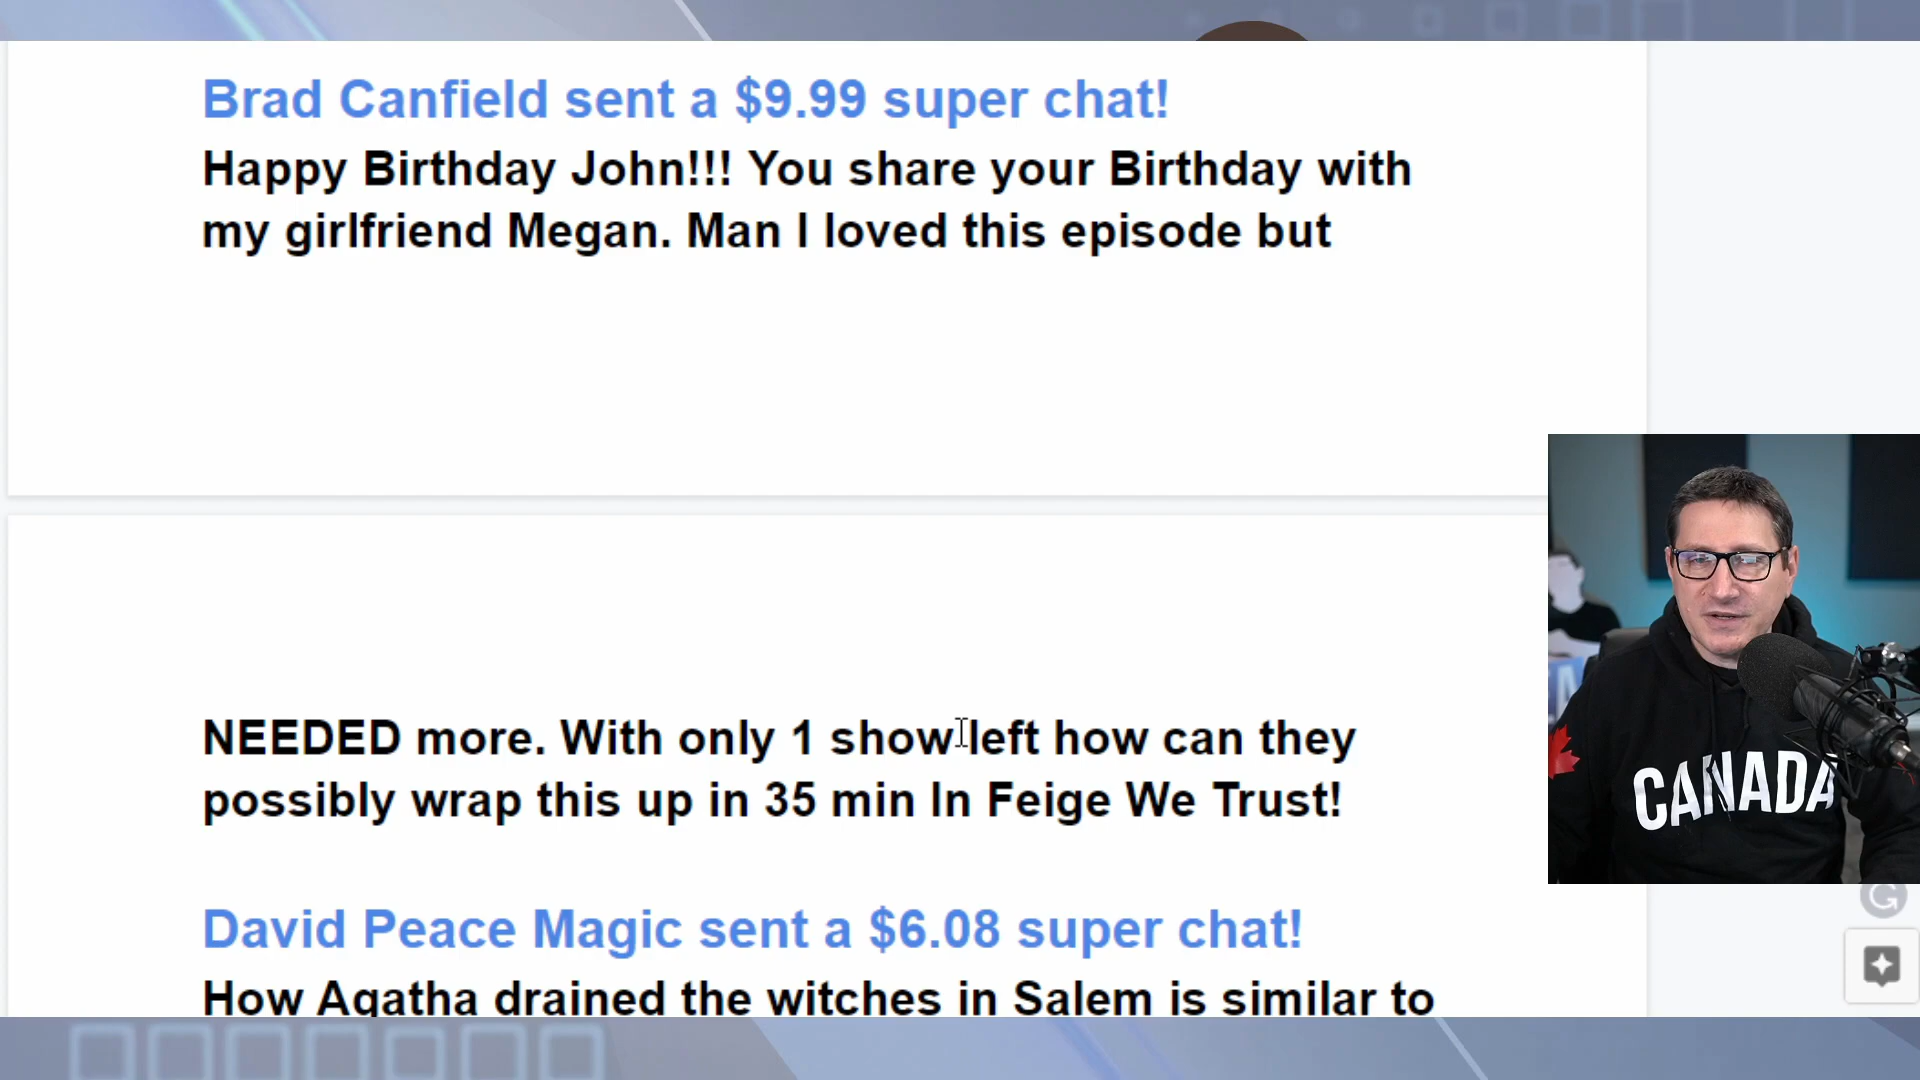 Brad Canfield sent a $9.99 super chat!
Happy Birthday John!!! You share your Birthday with
my girlfriend Megan. Man I loved this episode but
NEEDED more. With only 1 show left how can they
possibly wrap this up in 35 min In Feige We Trust!
David Peace Magic sent a $6.08 super chat!
How Agatha drained the witches in Salem is similar to
CANADA